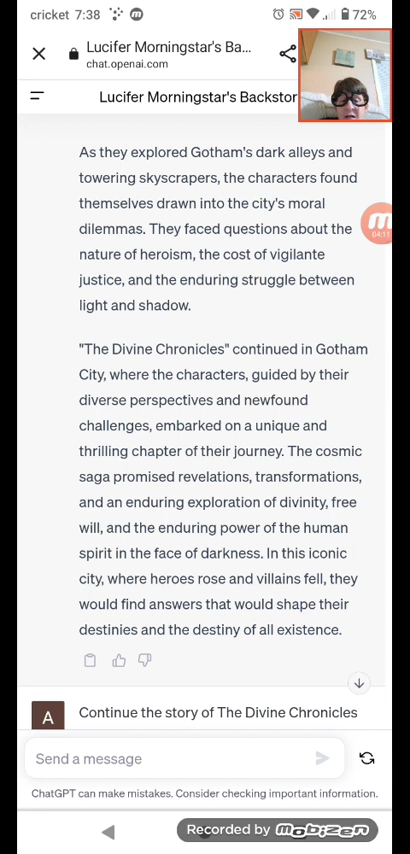 cricket 7:38 72%
Lucifer Morningstar's Ba...
chat.openai.com
Lucifer Morningstar's Backstor
As they explored Gotham's dark alleys and
towering skyscrapers, the characters found
themselves drawn into the city's moral
dilemmas. They faced questions about the
nature of heroism, the cost of vigilante
justice, and the enduring struggle between
light and shadow.
04:11
"The Divine Chronicles" continued in Gotham
City, where the characters, guided by their
diverse perspectives and newfound
challenges, embarked on a unique and
thrilling chapter of their journey. The cosmic
saga promised revelations, transformations,
and an enduring exploration of divinity, free
will, and the enduring power of the human
spirit in the face of darkness. In this iconic
city, where heroes rose and villains fell, they
would find answers that would shape their
destinies and the destiny of all existence.
A Continue the story of The Divine Chronicles
Send a message
ChatGPT can make mistakes. Consider checking important information.
Recorded by mobizen